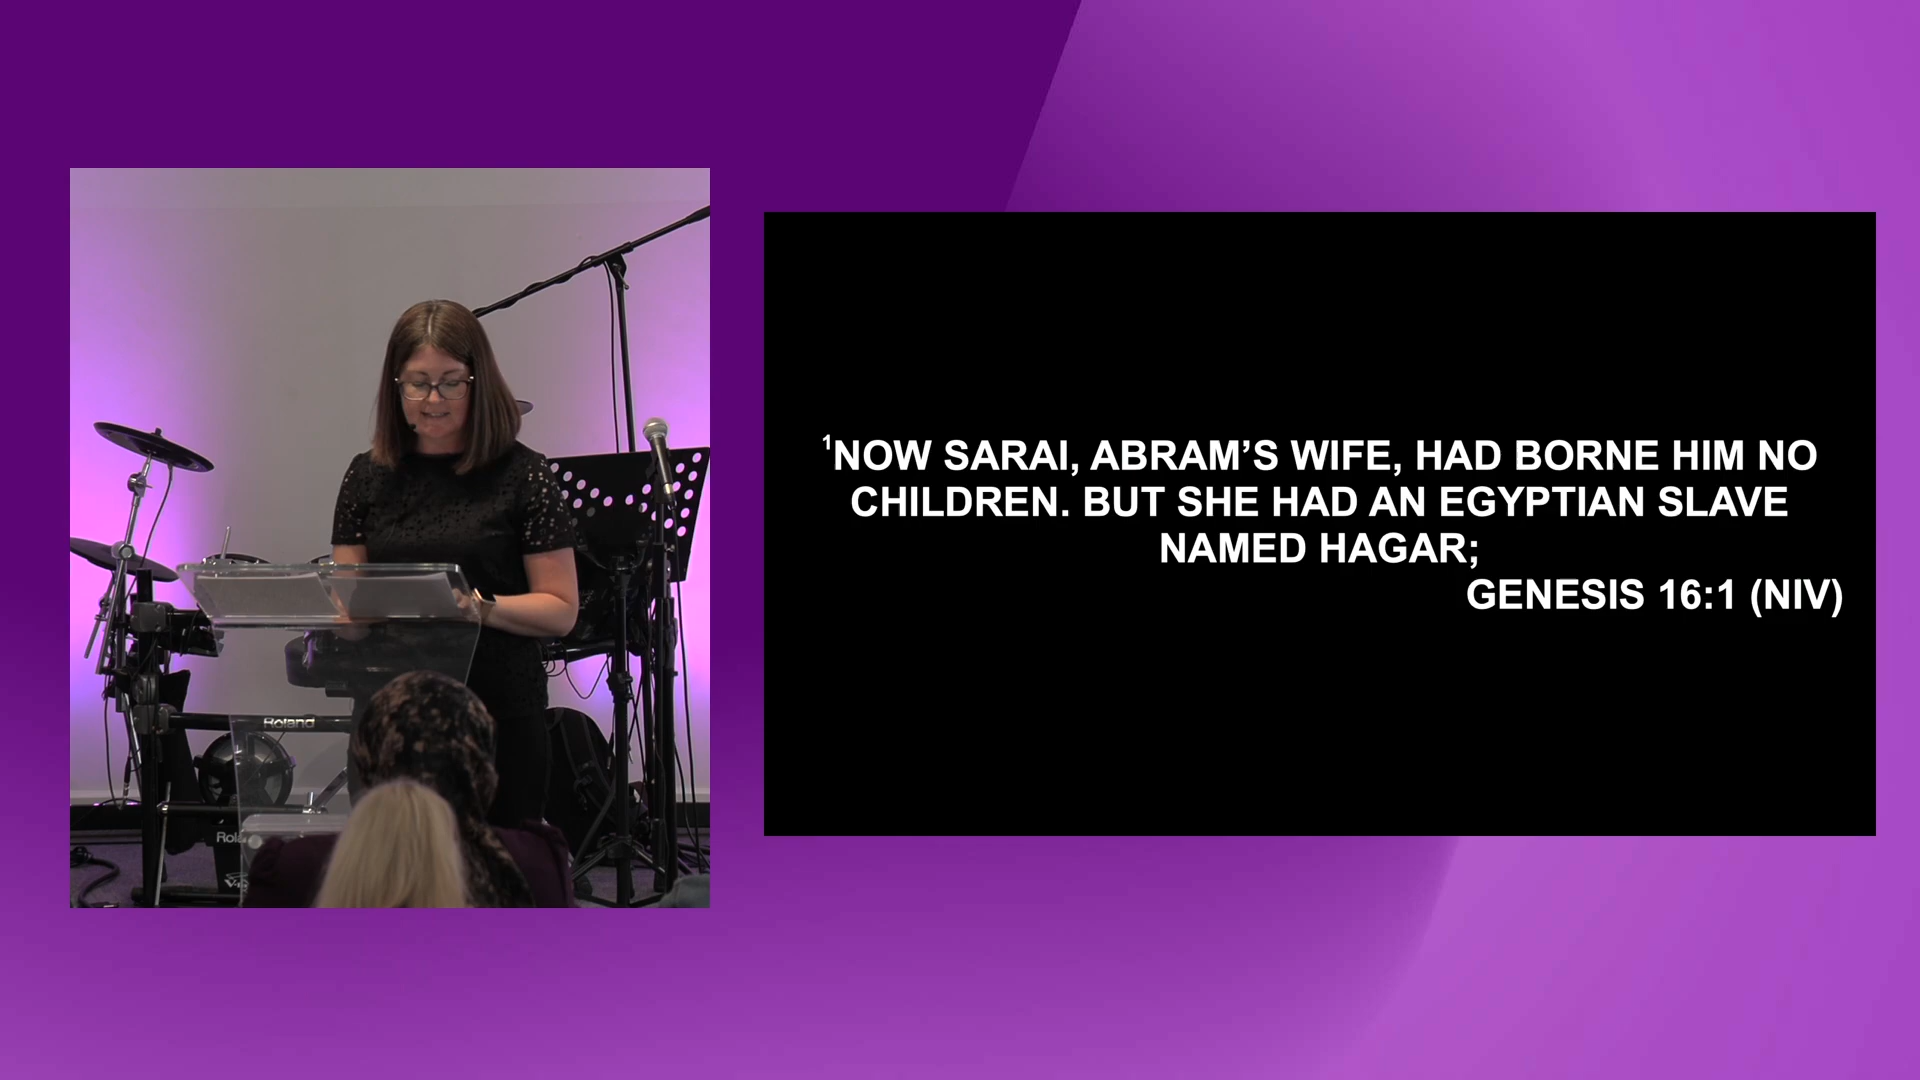 ¹NOW SARAI, ABRAM’S WIFE, HAD BORNE HIM NO
CHILDREN. BUT SHE HAD AN EGYPTIAN SLAVE
NAMED HAGAR;
GENESIS 16:1 (NIV)
Roland